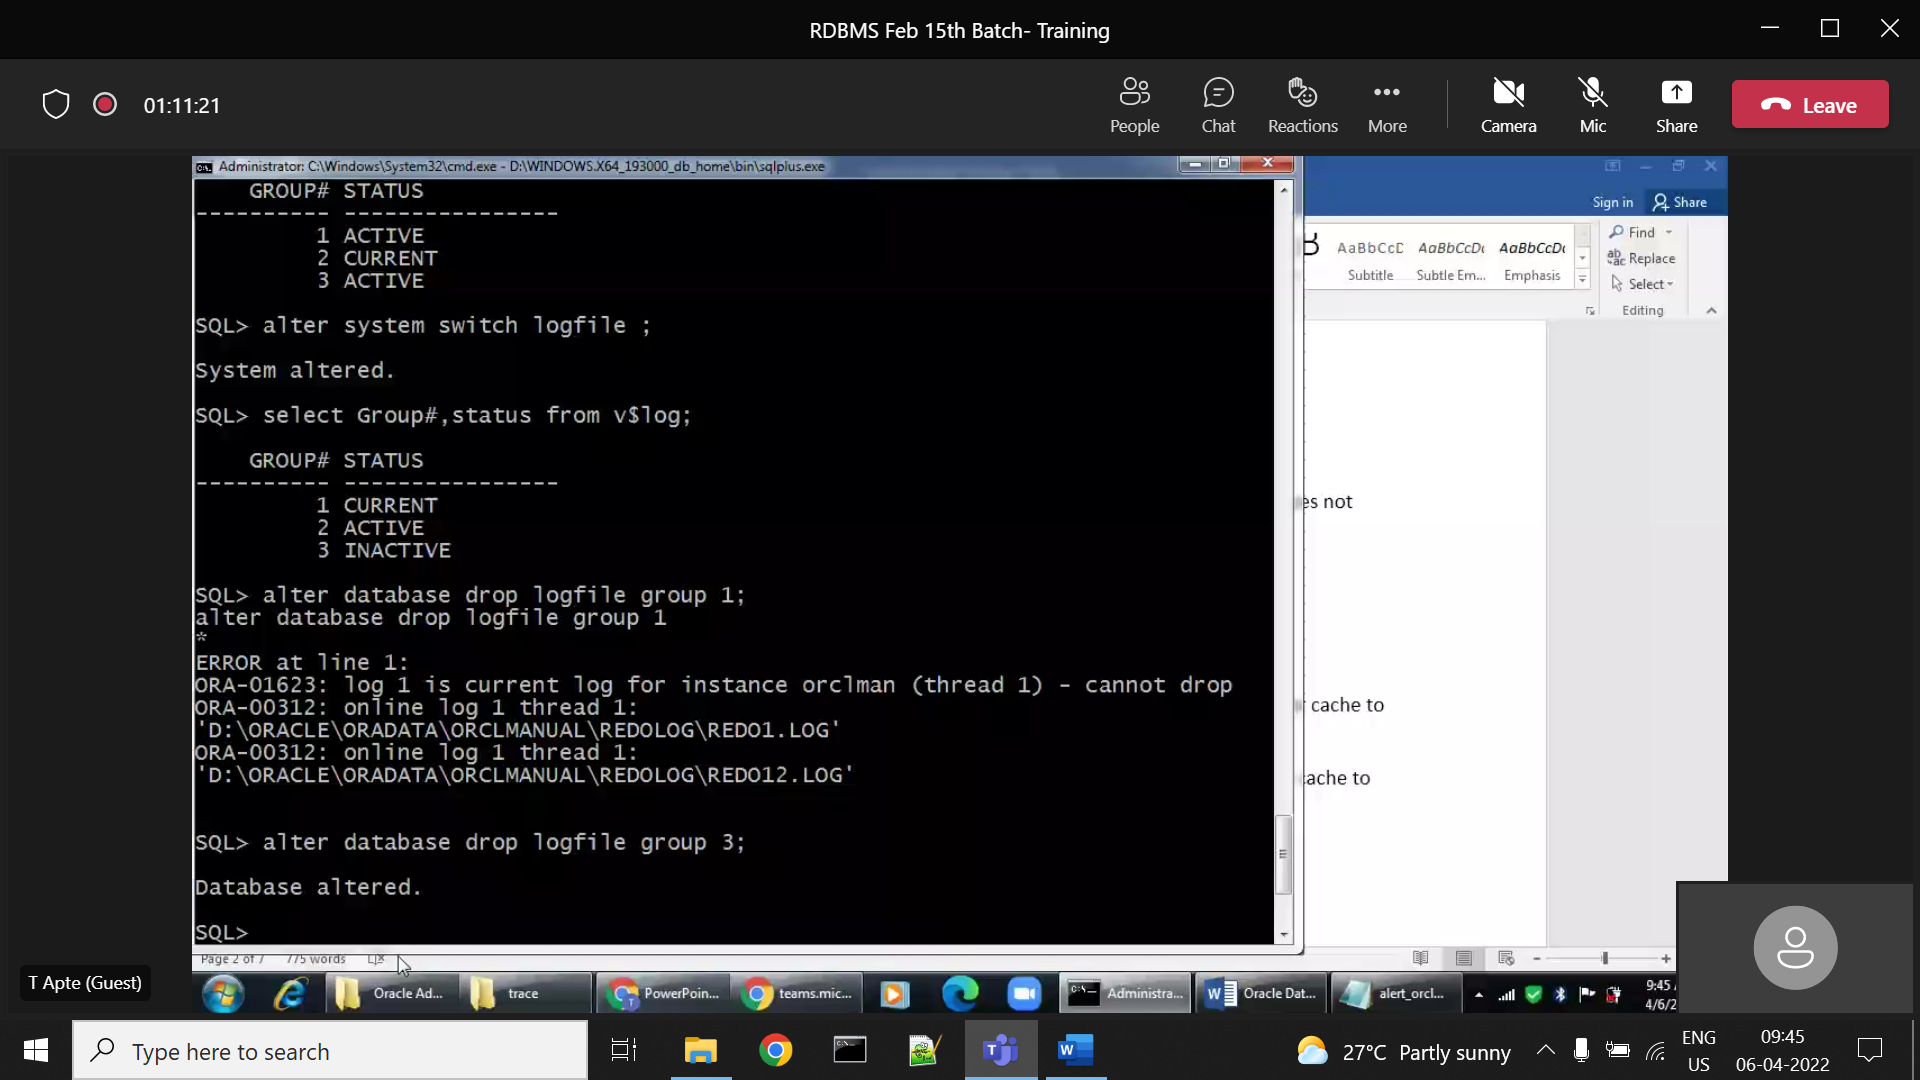 RDBMS Feb 15th Batch- Training
01:11:21
People
Chat
Reactions
More
Camera
Mic
Share
Leave
Administrator: C:\Windows\System32\cmd.exe - D:\WINDOWS.X64_193000_db_home\bin\sqlplus.exe
GROUP# STATUS
---------- ----------------
1 ACTIVE
2 CURRENT
3 ACTIVE
SQL> alter system switch logfile ;
System altered.
SQL> select Group#,status from v$log;
GROUP# STATUS
---------- ----------------
1 CURRENT
2 ACTIVE
3 INACTIVE
SQL> alter database drop logfile group 1;
alter database drop logfile group 1
*
ERROR at line 1:
ORA-01623: log 1 is current log for instance orclman (thread 1) - cannot drop
ORA-00312: online log 1 thread 1:
'D:\ORACLE\ORADATA\ORCLMANUAL\REDOLOG\REDO1.LOG'
ORA-00312: online log 1 thread 1:
'D:\ORACLE\ORADATA\ORCLMANUAL\REDOLOG\REDO12.LOG'
SQL> alter database drop logfile group 3;
Database altered.
SQL>
Sign in
Share
AaBbCcD AaBbCcDc AaBbCcDc
Subtitle Subtle Em... Emphasis
Find
Replace
Select
Editing
es not
cache to
cache to
Page 2 of 7 775 words
T Apte (Guest)
Oracle Ad...
trace
PowerPoin...
teams.mic...
Administra...
Oracle Dat...
alert_orcl...
9:45
4/6/2
Type here to search
27°C Partly sunny
ENG
US
09:45
06-04-2022